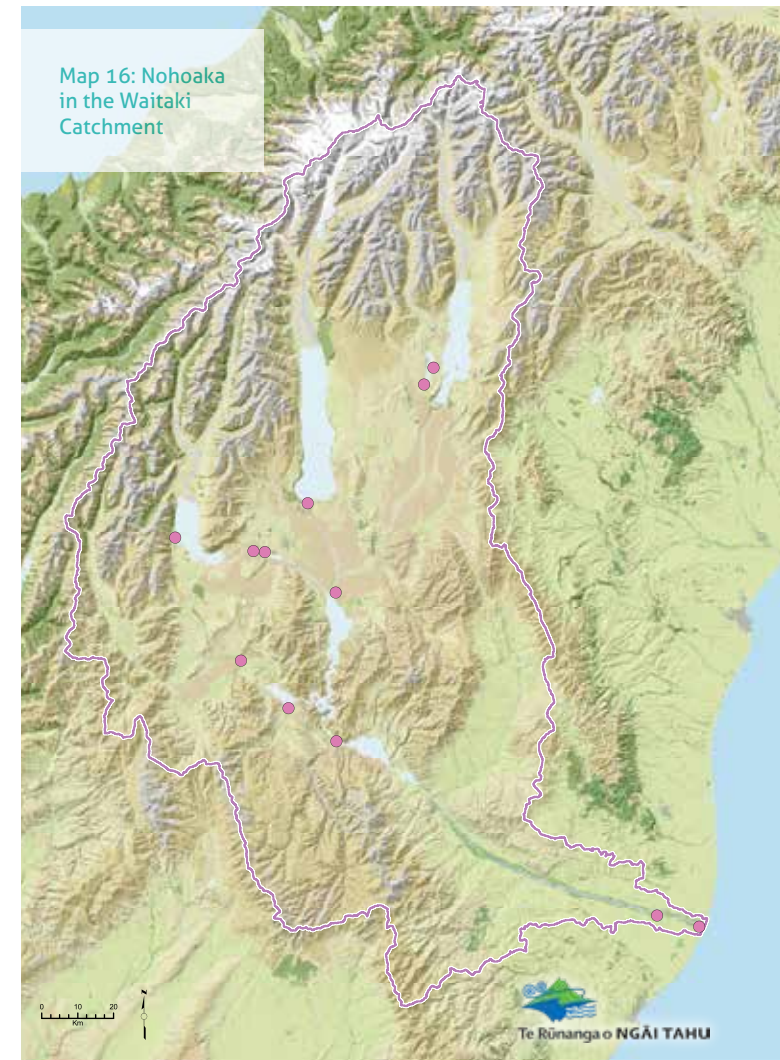 Map 16: Nohoaka
in the Waitaki
Catchment
0 10 20
Km
Te Rūnanga o NGĀI TAHU